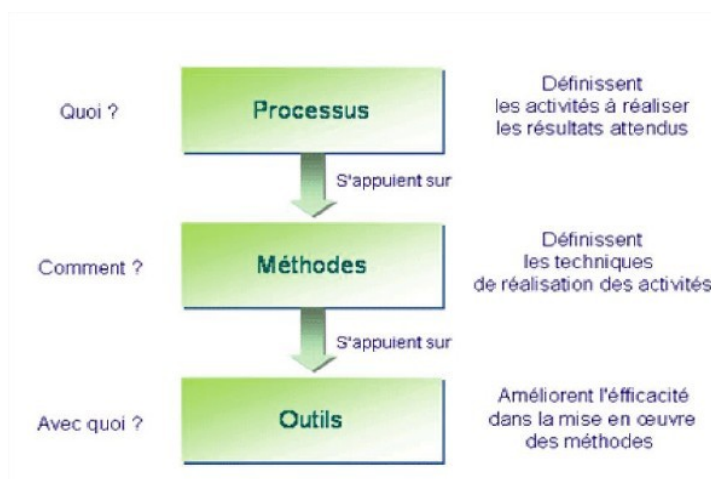 Quoi ?
Processus
Définissent
les activités à réaliser
les résultats attendus
S'appuient sur
Comment ?
Méthodes
Définissent
les techniques
de réalisation des activités
S'appuient sur
Avec quoi ?
Outils
Améliorent l'éfficacité
dans la mise en œuvre
des méthodes